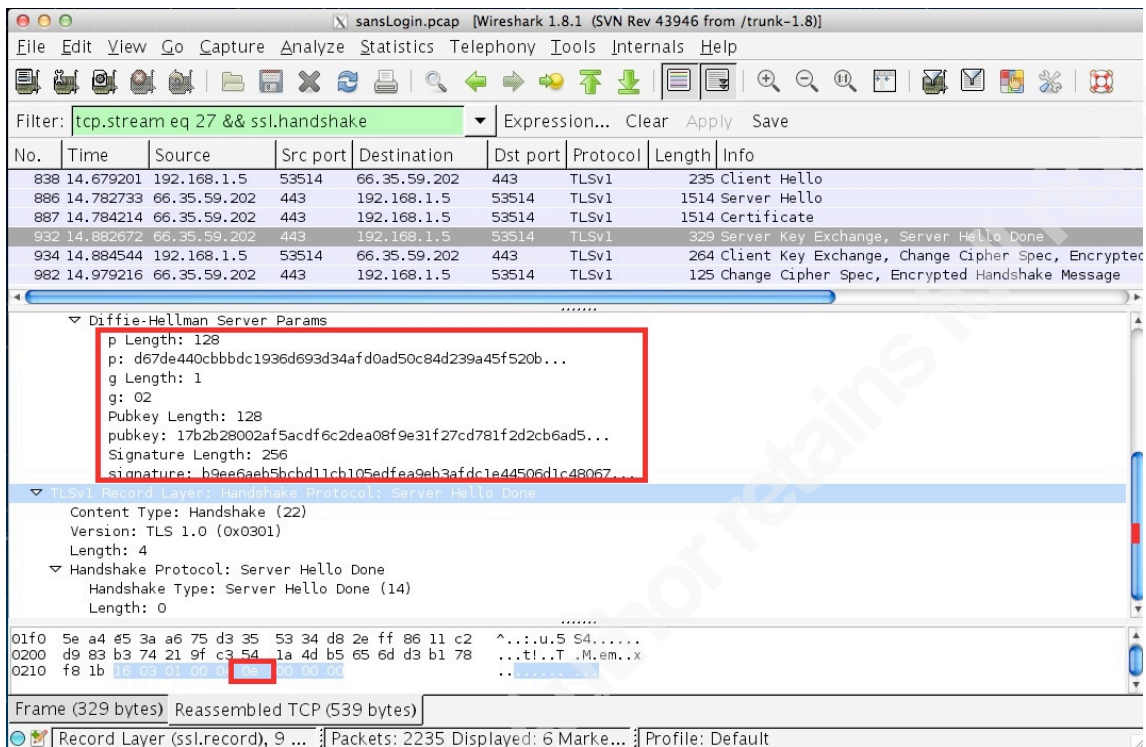 sansLogin.pcap [Wireshark 1.8.1 (SVN Rev 43946 from /trunk-1.8)]
File Edit View Go Capture Analyze Statistics Telephony Tools Internals Help
Filter: tcp.stream eq 27 && ssl.handshake Expression... Clear Apply Save
No. Time Source Src port Destination Dst port Protocol Length Info
838 14.679201 192.168.1.5 53514 66.35.59.202 443 TLSv1 235 Client Hello
886 14.782733 66.35.59.202 443 192.168.1.5 53514 TLSv1 1514 Server Hello
887 14.784214 66.35.59.202 443 192.168.1.5 53514 TLSv1 1514 Certificate
932 14.882672 66.35.59.202 443 192.168.1.5 53514 TLSv1 329 Server Key Exchange, Server Hello Done
934 14.884544 192.168.1.5 53514 66.35.59.202 443 TLSv1 264 Client Key Exchange, Change Cipher Spec, Encrypted
982 14.979216 66.35.59.202 443 192.168.1.5 53514 TLSv1 125 Change Cipher Spec, Encrypted Handshake Message
Diffie-Hellman Server Params
p Length: 128
p: d67de440cbbbdc1936d693d34afd0ad50c84d239a45f520b...
g Length: 1
g: 02
Pubkey Length: 128
pubkey: 17b2b28002af5acdf6c2dea08f9e31f27cd781f2d2cb6ad5...
Signature Length: 256
signature: b9ee6aeb5bcbd11cb105edfea9eb3afdc1e44506d1c48067...
TLSv1 Record Layer: Handshake Protocol: Server Hello Done
Content Type: Handshake (22)
Version: TLS 1.0 (0x0301)
Length: 4
Handshake Protocol: Server Hello Done
Handshake Type: Server Hello Done (14)
Length: 0
01f0 5e a4 e5 3a a6 75 d3 35 53 34 d8 2e ff 86 11 c2 ^..:.u.5 S4......
0200 d9 83 b3 74 21 9f c3 54 1a 4d b5 65 6d d3 b1 78 ...t!..T .M.em..x
0210 f8 1b 16 03 01 00 0e 00 00 00 ........ ...
Frame (329 bytes) Reassembled TCP (539 bytes)
Record Layer (ssl.record), 9 ... Packets: 2235 Displayed: 6 Marke... Profile: Default
author retains